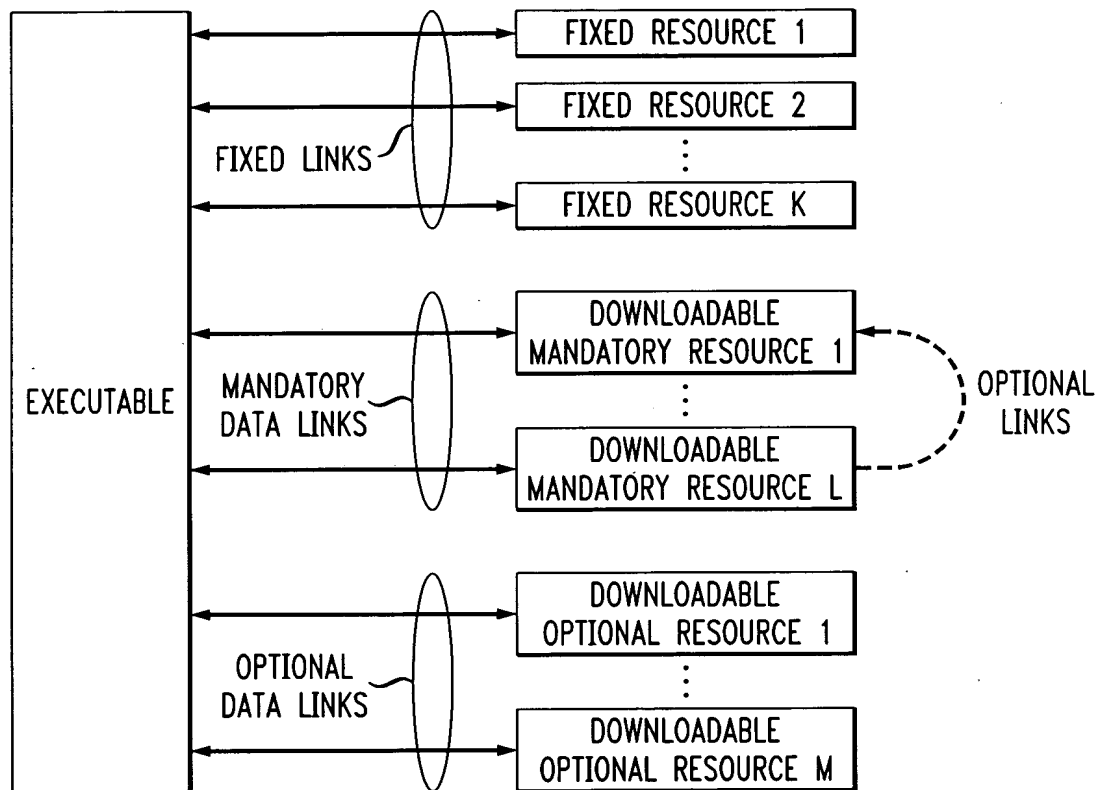 FIXED RESOURCE 1
FIXED RESOURCE 2
FIXED LINKS
FIXED RESOURCE K
EXECUTABLE
DOWNLOADABLE
MANDATORY RESOURCE 1
MANDATORY
DATA LINKS
OPTIONAL
LINKS
DOWNLOADABLE
MANDATORY RESOURCE L
DOWNLOADABLE
OPTIONAL RESOURCE 1
OPTIONAL
DATA LINKS
DOWNLOADABLE
OPTIONAL RESOURCE M